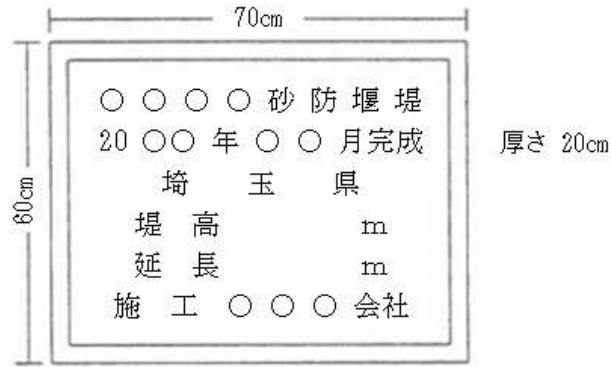 70cm
60cm
○○○○砂防堰堤
20○○年○○月完成
埼玉県
堤高 m
延長 m
施工○○○会社
厚さ 20cm